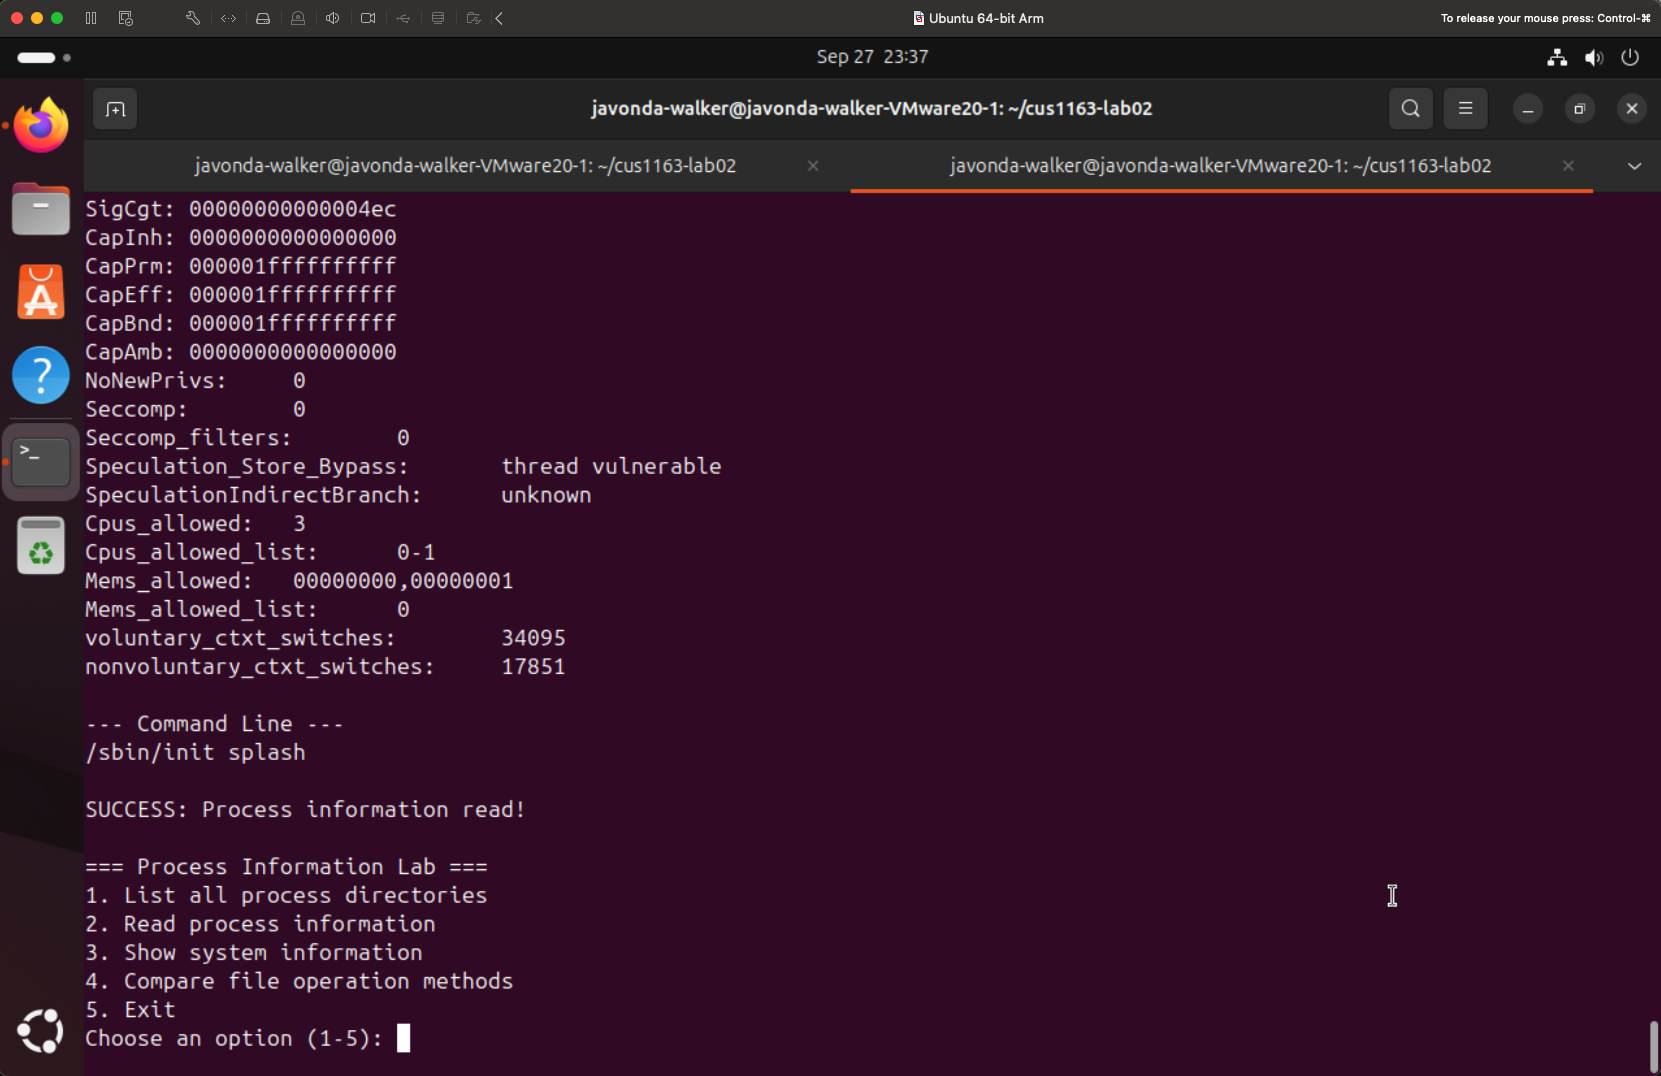 Ubuntu 64-bit Arm
To release your mouse press: Control-⌘
Sep 27 23:37
javonda-walker@javonda-walker-VMware20-1: ~/cus1163-lab02
javonda-walker@javonda-walker-VMware20-1: ~/cus1163-lab02
javonda-walker@javonda-walker-VMware20-1: ~/cus1163-lab02
SigCgt: 00000000000004ec
CapInh: 0000000000000000
CapPrm: 000001ffffffffff
CapEff: 000001ffffffffff
CapBnd: 000001ffffffffff
CapAmb: 0000000000000000
NoNewPrivs: 0
Seccomp: 0
Seccomp_filters: 0
Speculation_Store_Bypass: thread vulnerable
SpeculationIndirectBranch: unknown
Cpus_allowed: 3
Cpus_allowed_list: 0-1
Mems_allowed: 00000000,00000001
Mems_allowed_list: 0
voluntary_ctxt_switches: 34095
nonvoluntary_ctxt_switches: 17851
--- Command Line ---
/sbin/init splash
SUCCESS: Process information read!
=== Process Information Lab ===
1. List all process directories
2. Read process information
3. Show system information
4. Compare file operation methods
5. Exit
Choose an option (1-5):